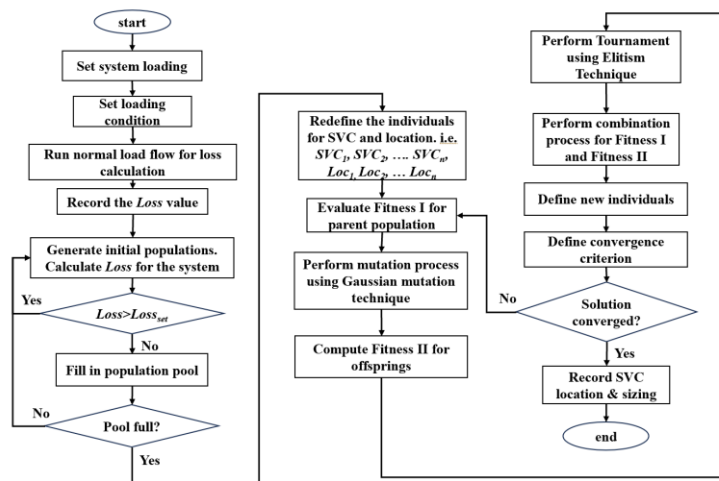 start
Set system loading
Set loading
condition
Run normal load flow for loss
calculation
Record the Loss value
Generate initial populations.
Calculate Loss for the system
Yes
Loss>Loss_set
No
Fill in population pool
No
Pool full?
Yes
Redefine the individuals
for SVC and location. i.e.
SVC₁, SVC₂, …. SVCₙ,
Loc₁, Loc₂, … Locₙ
Evaluate Fitness I for
parent population
Perform mutation process
using Gaussian mutation
technique
Compute Fitness II for
offsprings
Perform Tournament
using Elitism
Technique
Perform combination
process for Fitness I
and Fitness II
Define new individuals
Define convergence
criterion
No
Solution
converged?
Yes
Record SVC
location & sizing
end